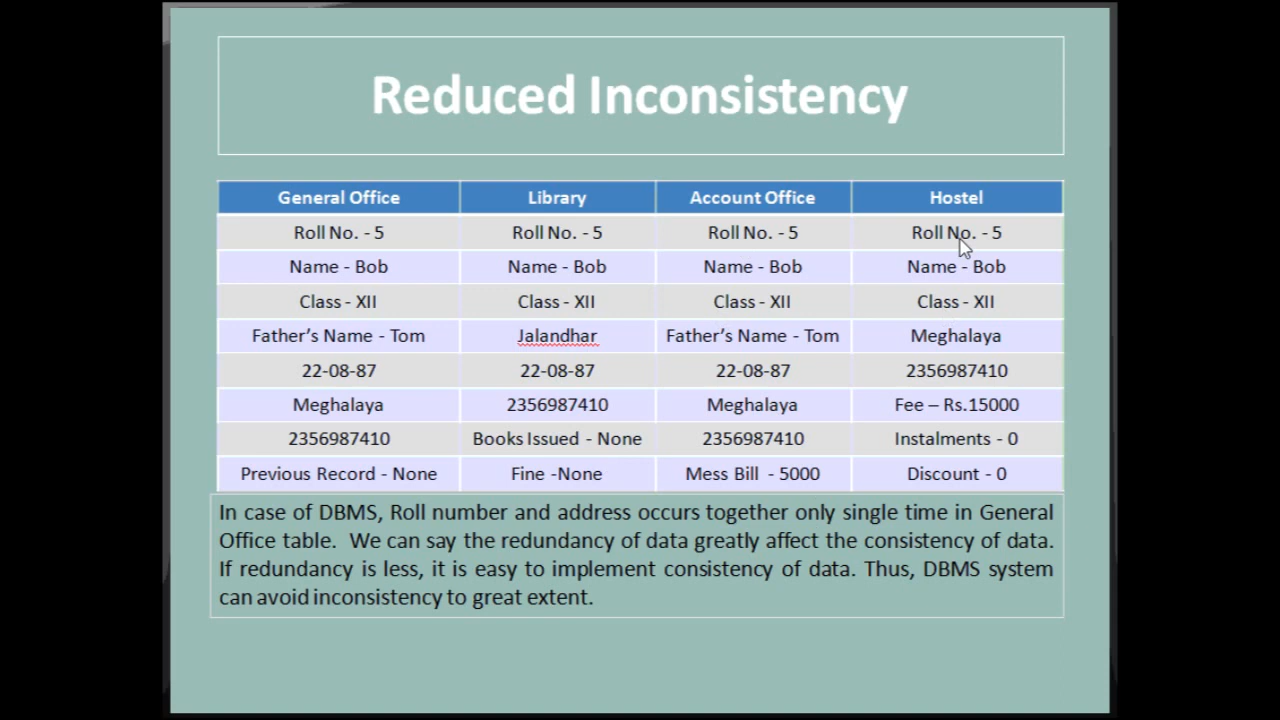 Reduced Inconsistency
General Office Library Account Office Hostel
Roll No. - 5 Roll No. - 5 Roll No. - 5 Roll No. - 5
Name - Bob Name - Bob Name - Bob Name - Bob
Class - XII Class - XII Class - XII Class - XII
Father’s Name - Tom Jalandhar Father’s Name - Tom Meghalaya
22-08-87 22-08-87 22-08-87 2356987410
Meghalaya 2356987410 Meghalaya Fee – Rs.15000
2356987410 Books Issued - None 2356987410 Instalments - 0
Previous Record - None Fine -None Mess Bill - 5000 Discount - 0
In case of DBMS, Roll number and address occurs together only single time in General
Office table. We can say the redundancy of data greatly affect the consistency of data.
If redundancy is less, it is easy to implement consistency of data. Thus, DBMS system
can avoid inconsistency to great extent.